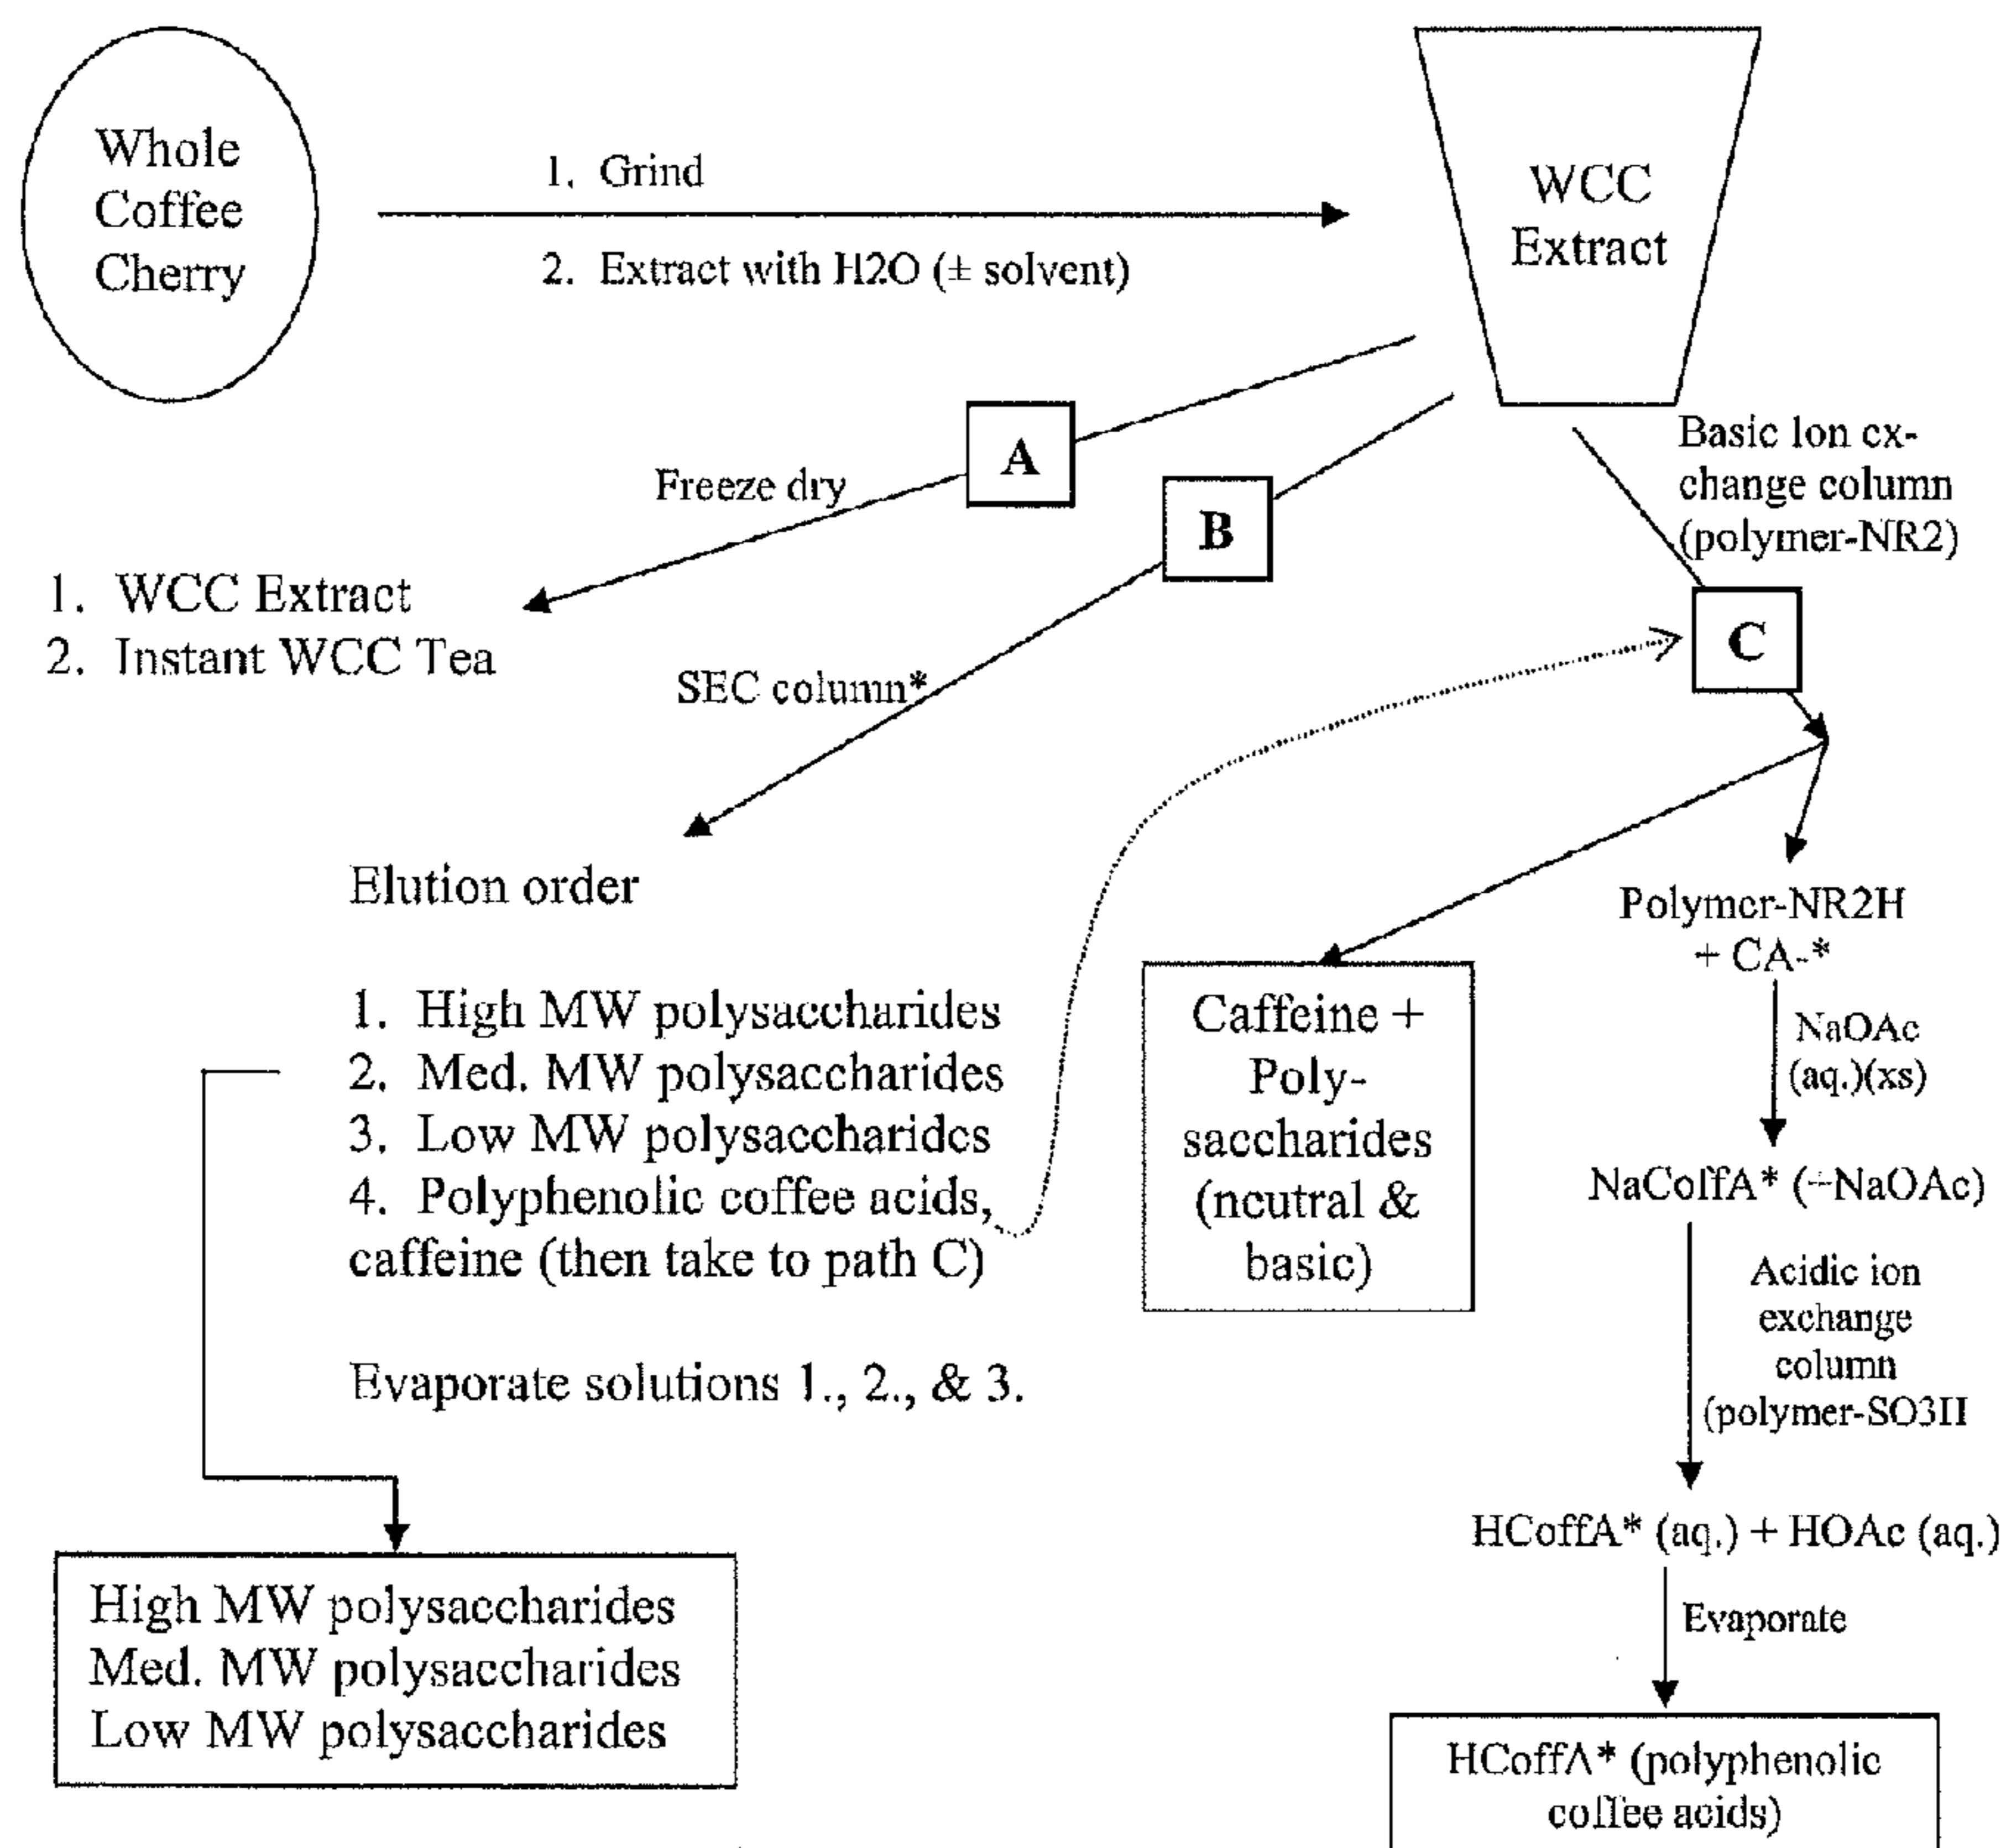 Whole
Coffee
Cherry
1. Grind
2. Extract with H2O (± solvent)
WCC
Extract
A
Freeze dry
B
Basic Ion ex-
change column
(polymer-NR2)
C
1. WCC Extract
2. Instant WCC Tea
SEC column*
Elution order
1. High MW polysaccharides
2. Med. MW polysaccharides
3. Low MW polysaccharides
4. Polyphenolic coffee acids,
caffeine (then take to path C)
Evaporate solutions 1., 2., & 3.
High MW polysaccharides
Med. MW polysaccharides
Low MW polysaccharides
Caffeine +
Poly-
saccharides
(neutral &
basic)
Polymer-NR2H
+ CA-*
NaOAc
(aq.)(xs)
NaCoffA* (+NaOAc)
Acidic ion
exchange
column
(polymer-SO3H
HCoffA* (aq.) + HOAc (aq.)
Evaporate
HCoffA* (polyphenolic
coffee acids)